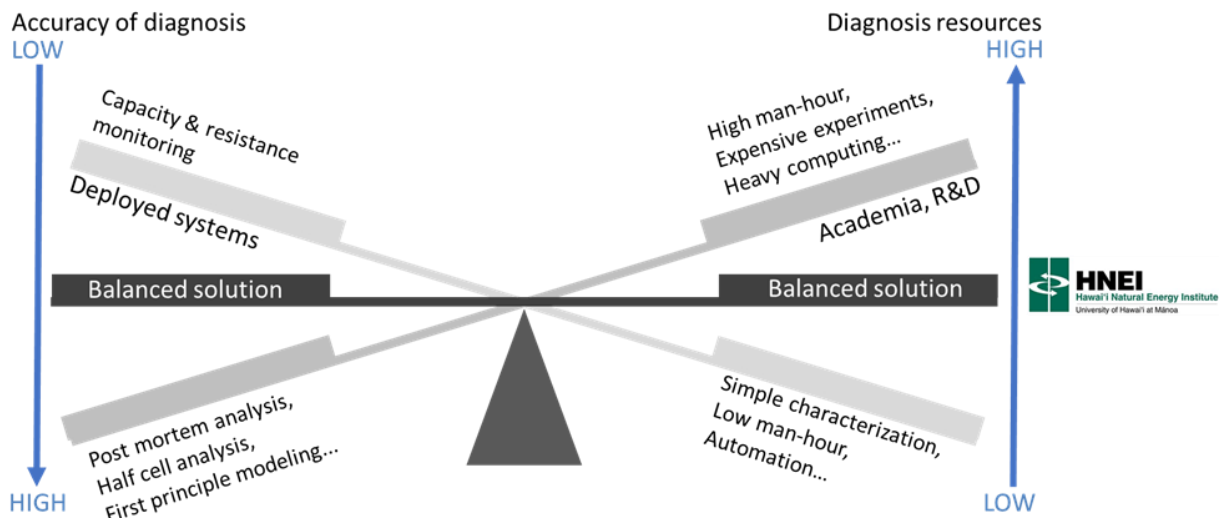 Accuracy of diagnosis
LOW
Diagnosis resources
HIGH
Capacity & resistance
monitoring
Deployed systems
High man-hour,
Expensive experiments,
Heavy computing...
Academia, R&D
Balanced solution
Balanced solution
HNEI
Hawai'i Natural Energy Institute
University of Hawai'i at Mānoa
Post mortem analysis,
Half cell analysis,
First principle modeling...
HIGH
Simple characterization,
Low man-hour,
Automation...
LOW